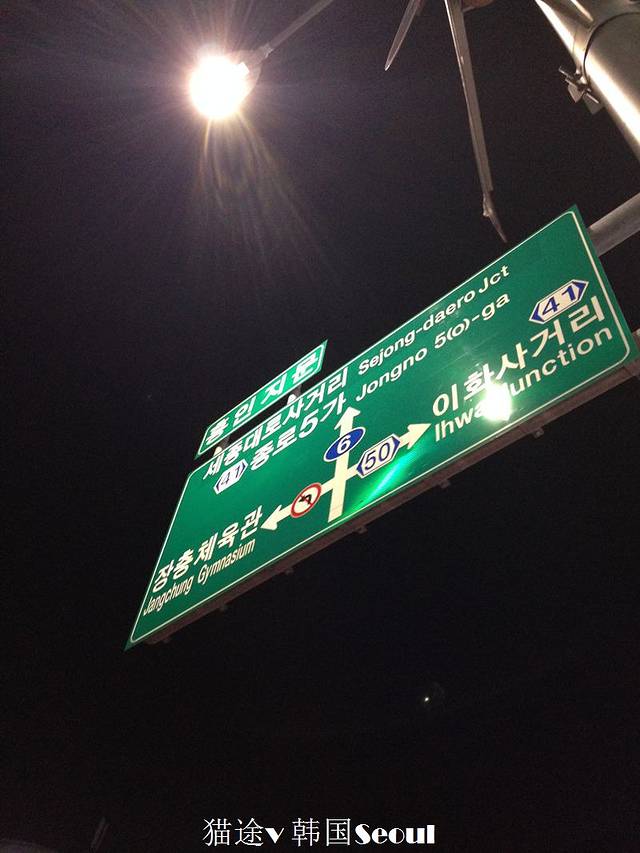 흥인지문
세종대로사거리 Sejong-daero Jct
41 종로5가 Jongno 5(o)-ga
6
50
41
이화사거리
Ihwa Junction
장충체육관
Jangchung Gymnasium
猫途v 韩国Seoul